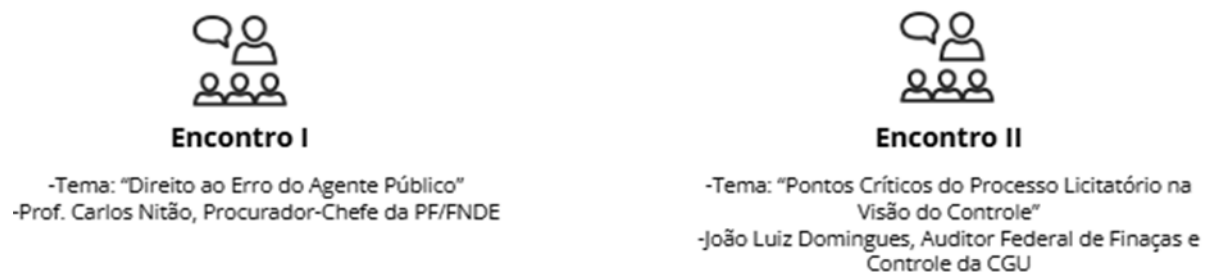 Encontro I
-Tema: “Direito ao Erro do Agente Público”
-Prof. Carlos Nitão, Procurador-Chefe da PF/FNDE
Encontro II
-Tema: “Pontos Críticos do Processo Licitatório na
Visão do Controle”
-João Luiz Domingues, Auditor Federal de Finaças e
Controle da CGU